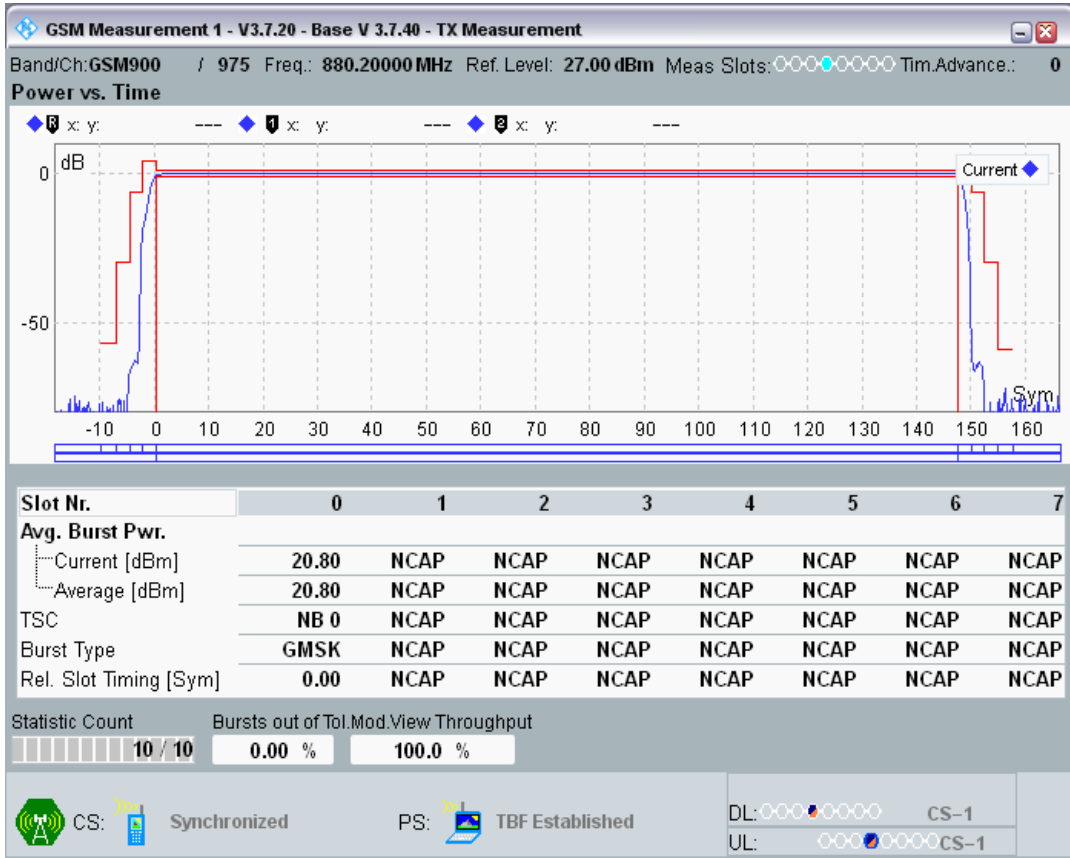 GSM Measurement 1 - V3.7.20 - Base V 3.7.40 - TX Measurement
Band/Ch:GSM900 / 975 Freq.: 880.20000 MHz Ref. Level: 27.00 dBm Meas Slots: Tim.Advance.: 0
Power vs. Time
R x: y: --- 1 x: y: --- 2 x: y: ---
dB
Current
0
-50
Sym
-10 0 10 20 30 40 50 60 70 80 90 100 110 120 130 140 150 160
Slot Nr. 0 1 2 3 4 5 6 7
Avg. Burst Pwr.
Current [dBm] 20.80 NCAP NCAP NCAP NCAP NCAP NCAP NCAP
Average [dBm] 20.80 NCAP NCAP NCAP NCAP NCAP NCAP NCAP
TSC NB 0 NCAP NCAP NCAP NCAP NCAP NCAP NCAP
Burst Type GMSK NCAP NCAP NCAP NCAP NCAP NCAP NCAP
Rel. Slot Timing [Sym] 0.00 NCAP NCAP NCAP NCAP NCAP NCAP NCAP
Statistic Count Bursts out of Tol.Mod.View Throughput
10 / 10 0.00 % 100.0 %
CS: Synchronized PS: TBF Established
DL: CS-1
UL: CS-1